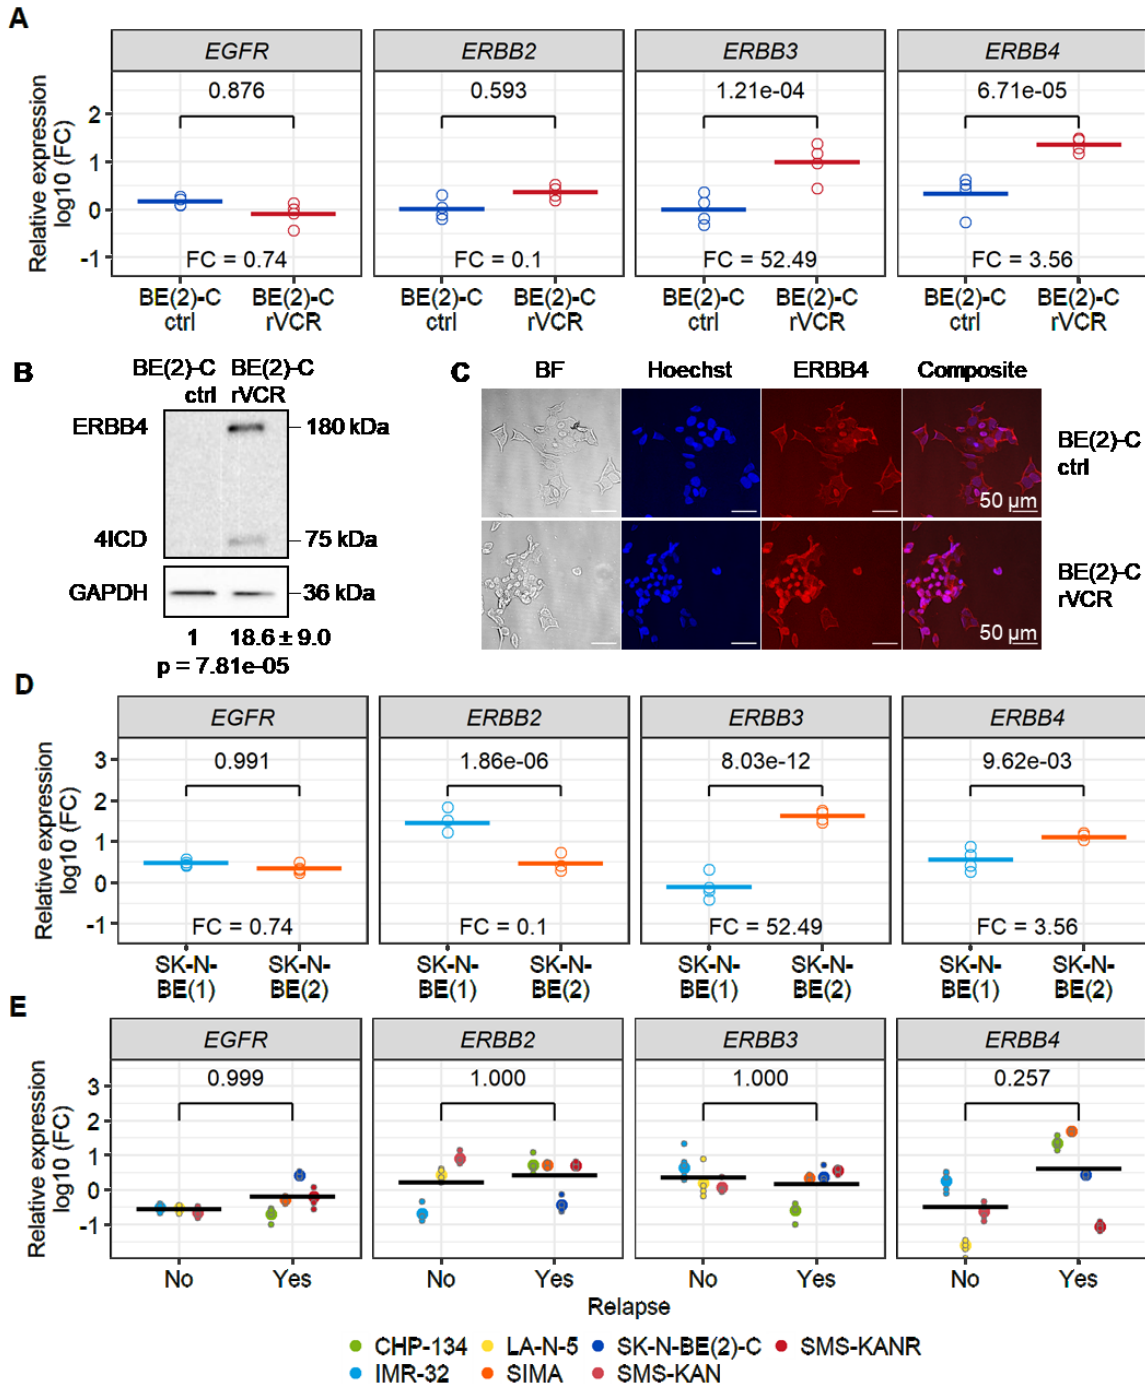 A
EGFR ERBB2 ERBB3 ERBB4
0.876 0.593 1.21e-04 6.71e-05
Relative expression
log10 (FC)
2
1
0
-1
FC = 0.74 FC = 0.1 FC = 52.49 FC = 3.56
BE(2)-C BE(2)-C BE(2)-C BE(2)-C BE(2)-C BE(2)-C BE(2)-C BE(2)-C
ctrl rVCR ctrl rVCR ctrl rVCR ctrl rVCR
B
BE(2)-C BE(2)-C
ctrl rVCR
ERBB4 180 kDa
4ICD 75 kDa
GAPDH 36 kDa
1 18.6 ± 9.0
p = 7.81e-05
C
BF Hoechst ERBB4 Composite
BE(2)-C
ctrl
50 µm
BE(2)-C
rVCR
50 µm
D
EGFR ERBB2 ERBB3 ERBB4
0.991 1.86e-06 8.03e-12 9.62e-03
Relative expression
log10 (FC)
3
2
1
0
-1
FC = 0.74 FC = 0.1 FC = 52.49 FC = 3.56
SK-N- SK-N- SK-N- SK-N- SK-N- SK-N- SK-N- SK-N-
BE(1) BE(2) BE(1) BE(2) BE(1) BE(2) BE(1) BE(2)
E
EGFR ERBB2 ERBB3 ERBB4
0.999 1.000 1.000 0.257
Relative expression
log10 (FC)
3
2
1
0
-1
No Yes No Yes No Yes No Yes
Relapse
CHP-134 LA-N-5 SK-N-BE(2)-C SMS-KANR
IMR-32 SIMA SMS-KAN